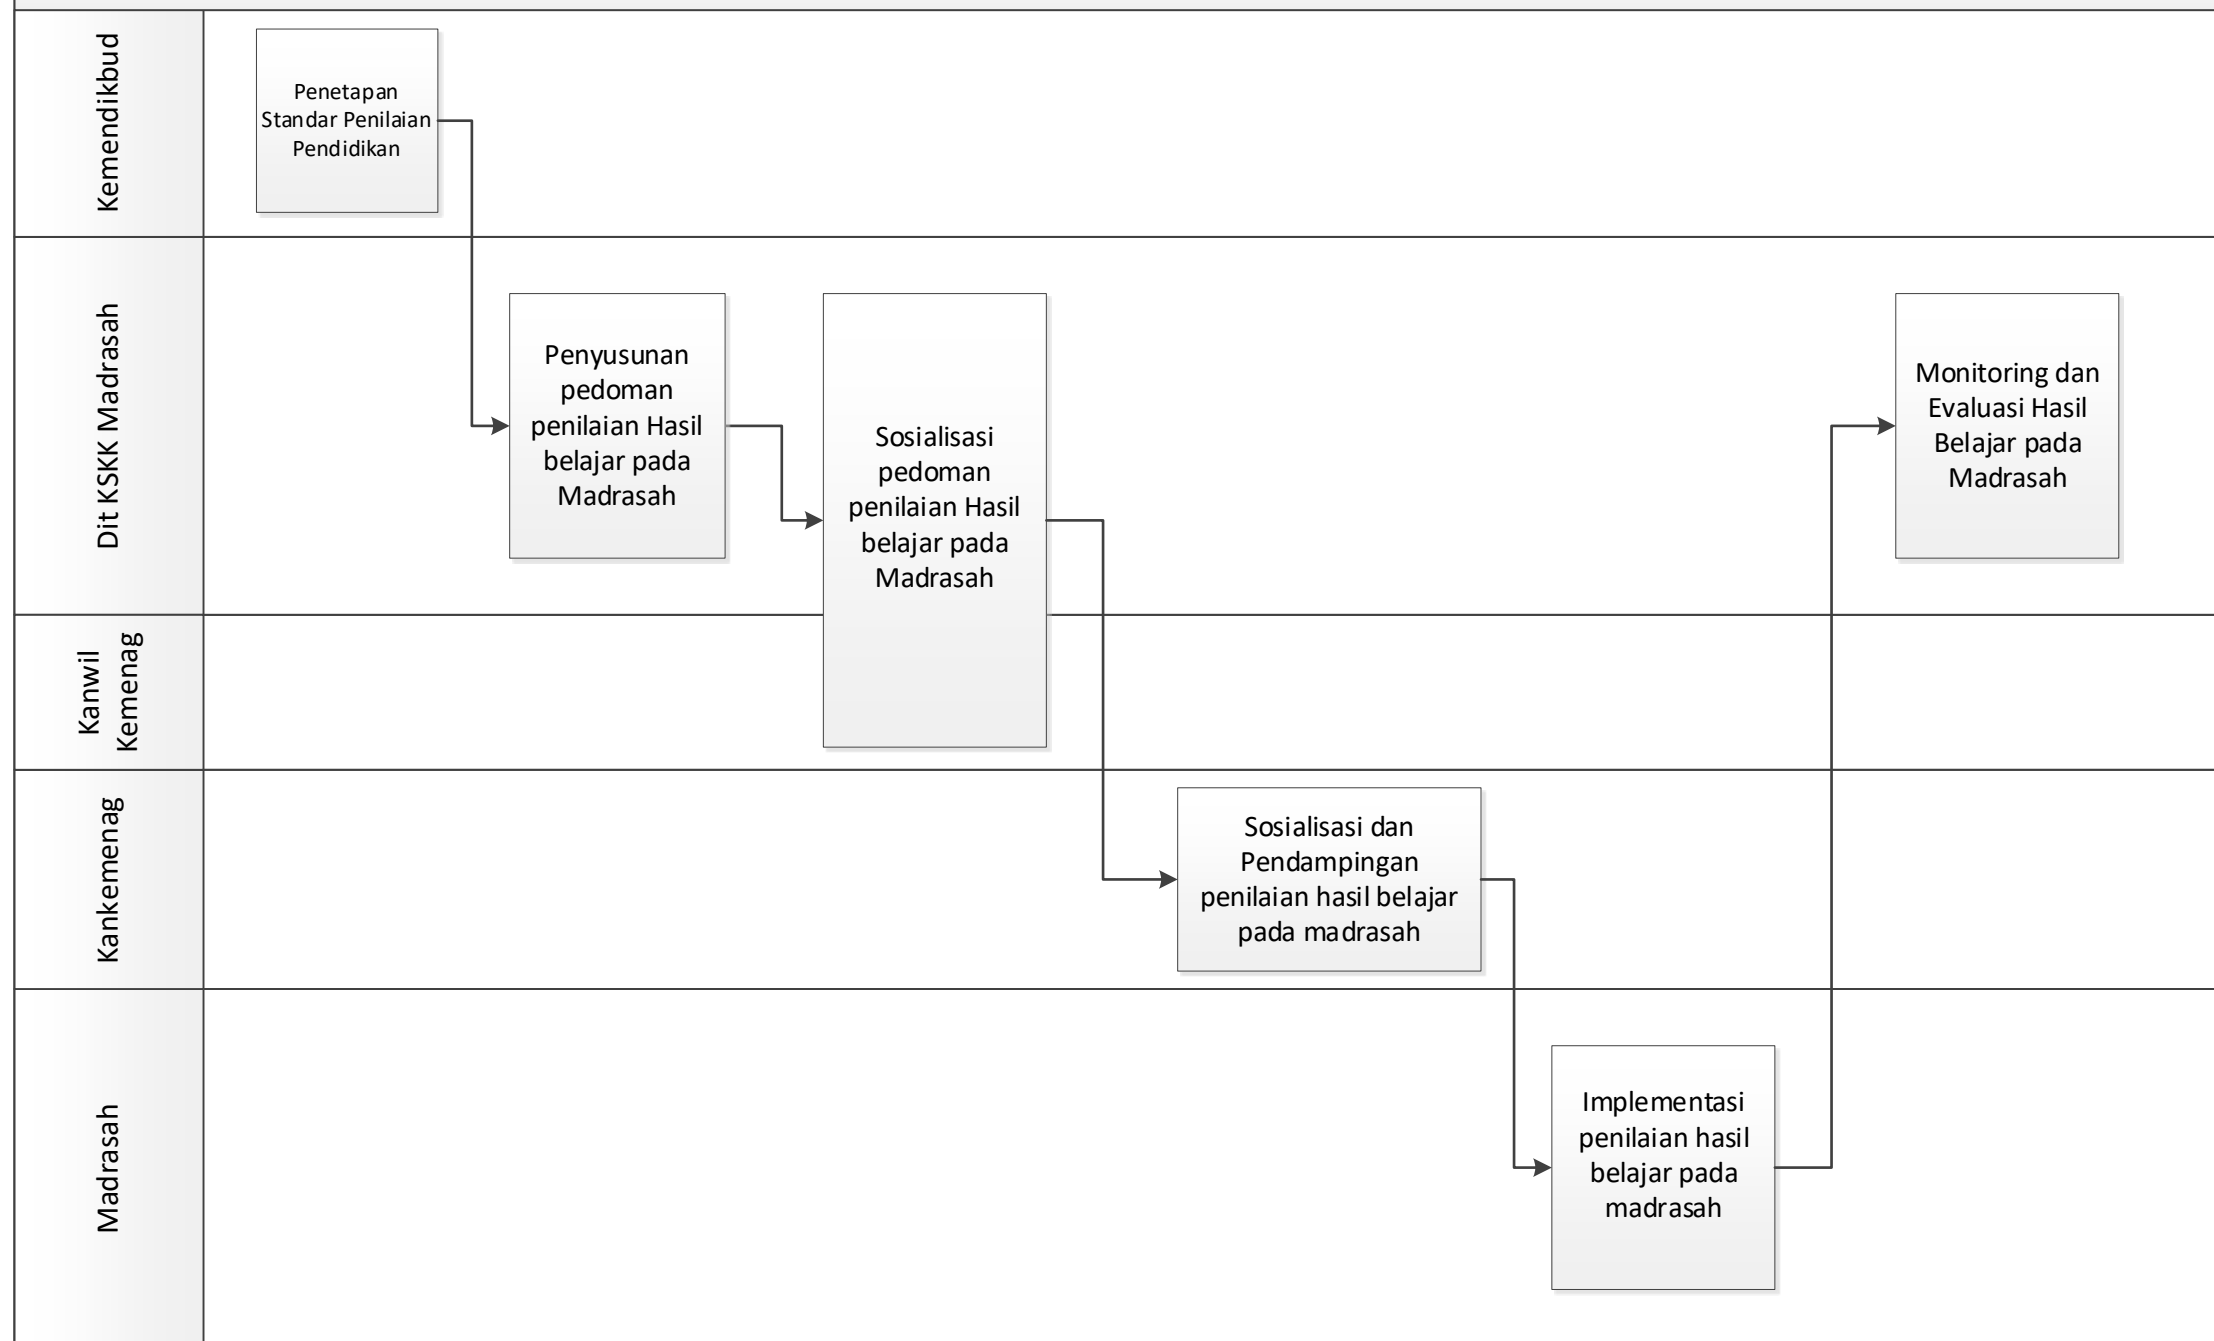 Kemendikbud
Penetapan
Standar Penilaian
Pendidikan
Dit KSKK Madrasah
Penyusunan
pedoman
penilaian Hasil
belajar pada
Madrasah
Sosialisasi
pedoman
penilaian Hasil
belajar pada
Madrasah
Monitoring dan
Evaluasi Hasil
Belajar pada
Madrasah
Kanwil
Kemenag
Kankemenag
Sosialisasi dan
Pendampingan
penilaian hasil belajar
pada madrasah
Madrasah
Implementasi
penilaian hasil
belajar pada
madrasah